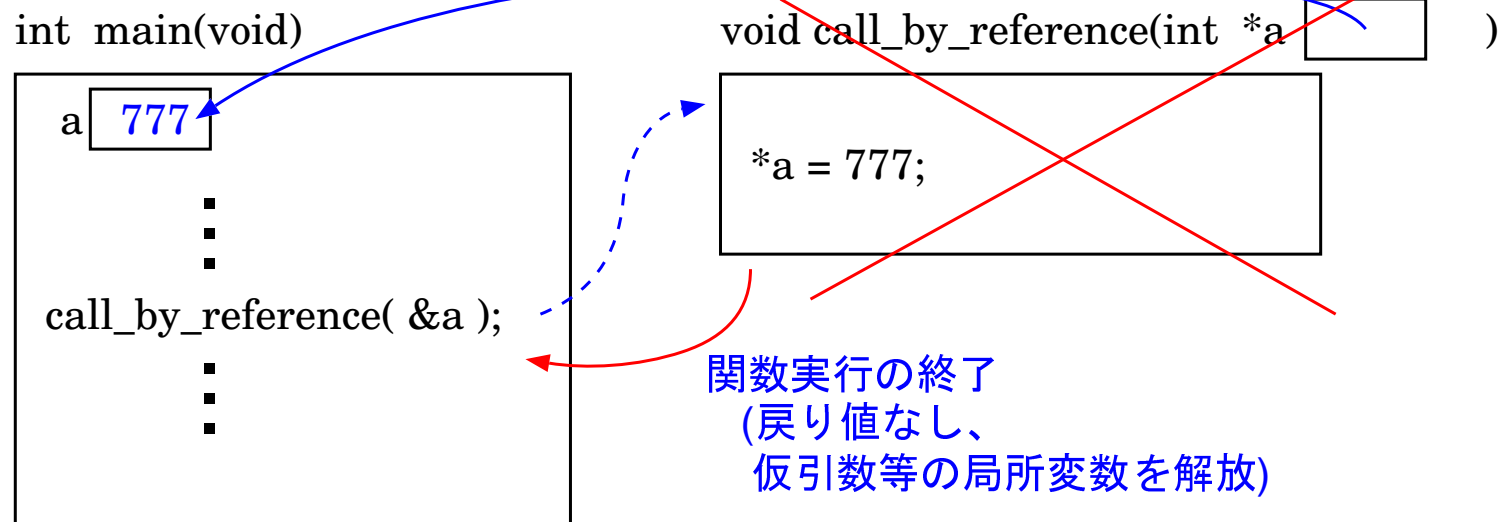 int main(void)
void call_by_reference(int *a )
a 777
*a = 777;
call_by_reference( &a );
関数実行の終了
(戻り値なし、
仮引数等の局所変数を解放)